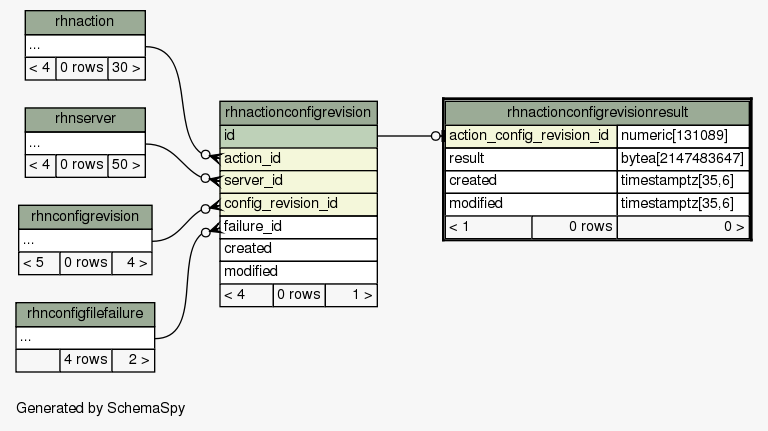 rhnaction
...
< 4 0 rows 30 >
rhnserver
...
< 4 0 rows 50 >
rhnconfigrevision
...
< 5 0 rows 4 >
rhnconfigfilefailure
...
4 rows 2 >
rhnactionconfigrevision
id
action_id
server_id
config_revision_id
failure_id
created
modified
< 4 0 rows 1 >
rhnactionconfigrevisionresult
action_config_revision_id numeric[131089]
result bytea[2147483647]
created timestamptz[35,6]
modified timestamptz[35,6]
< 1 0 rows 0 >
Generated by SchemaSpy